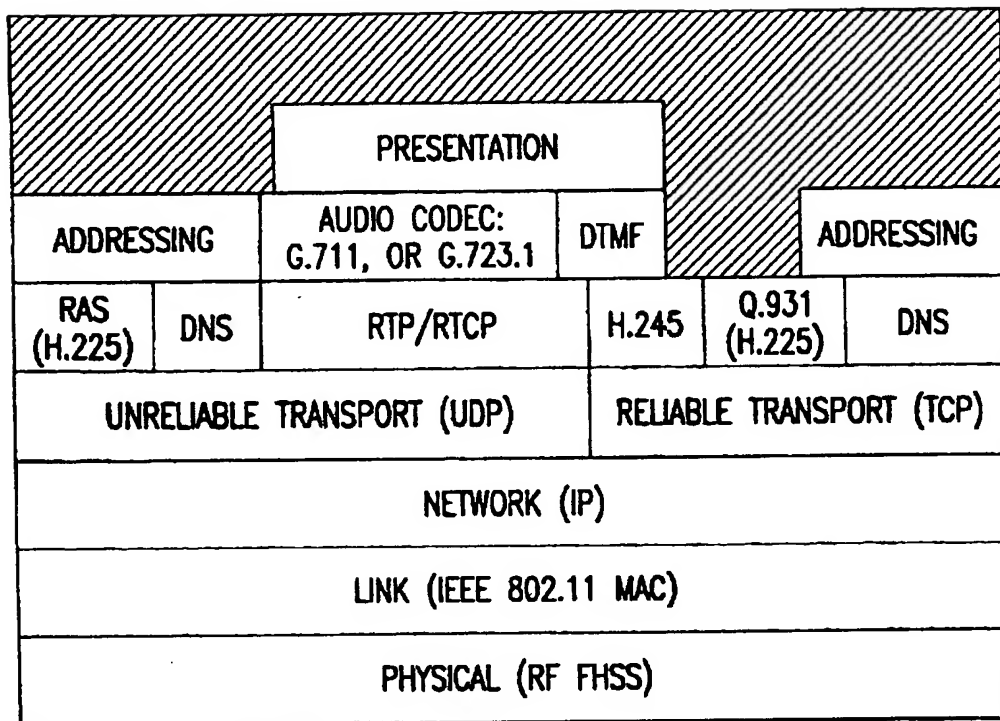 PRESENTATION
ADDRESSING
AUDIO CODEC:
G.711, OR G.723.1
DTMF
ADDRESSING
RAS
(H.225)
DNS
RTP/RTCP
H.245
Q.931
(H.225)
DNS
UNRELIABLE TRANSPORT (UDP)
RELIABLE TRANSPORT (TCP)
NETWORK (IP)
LINK (IEEE 802.11 MAC)
PHYSICAL (RF FHSS)